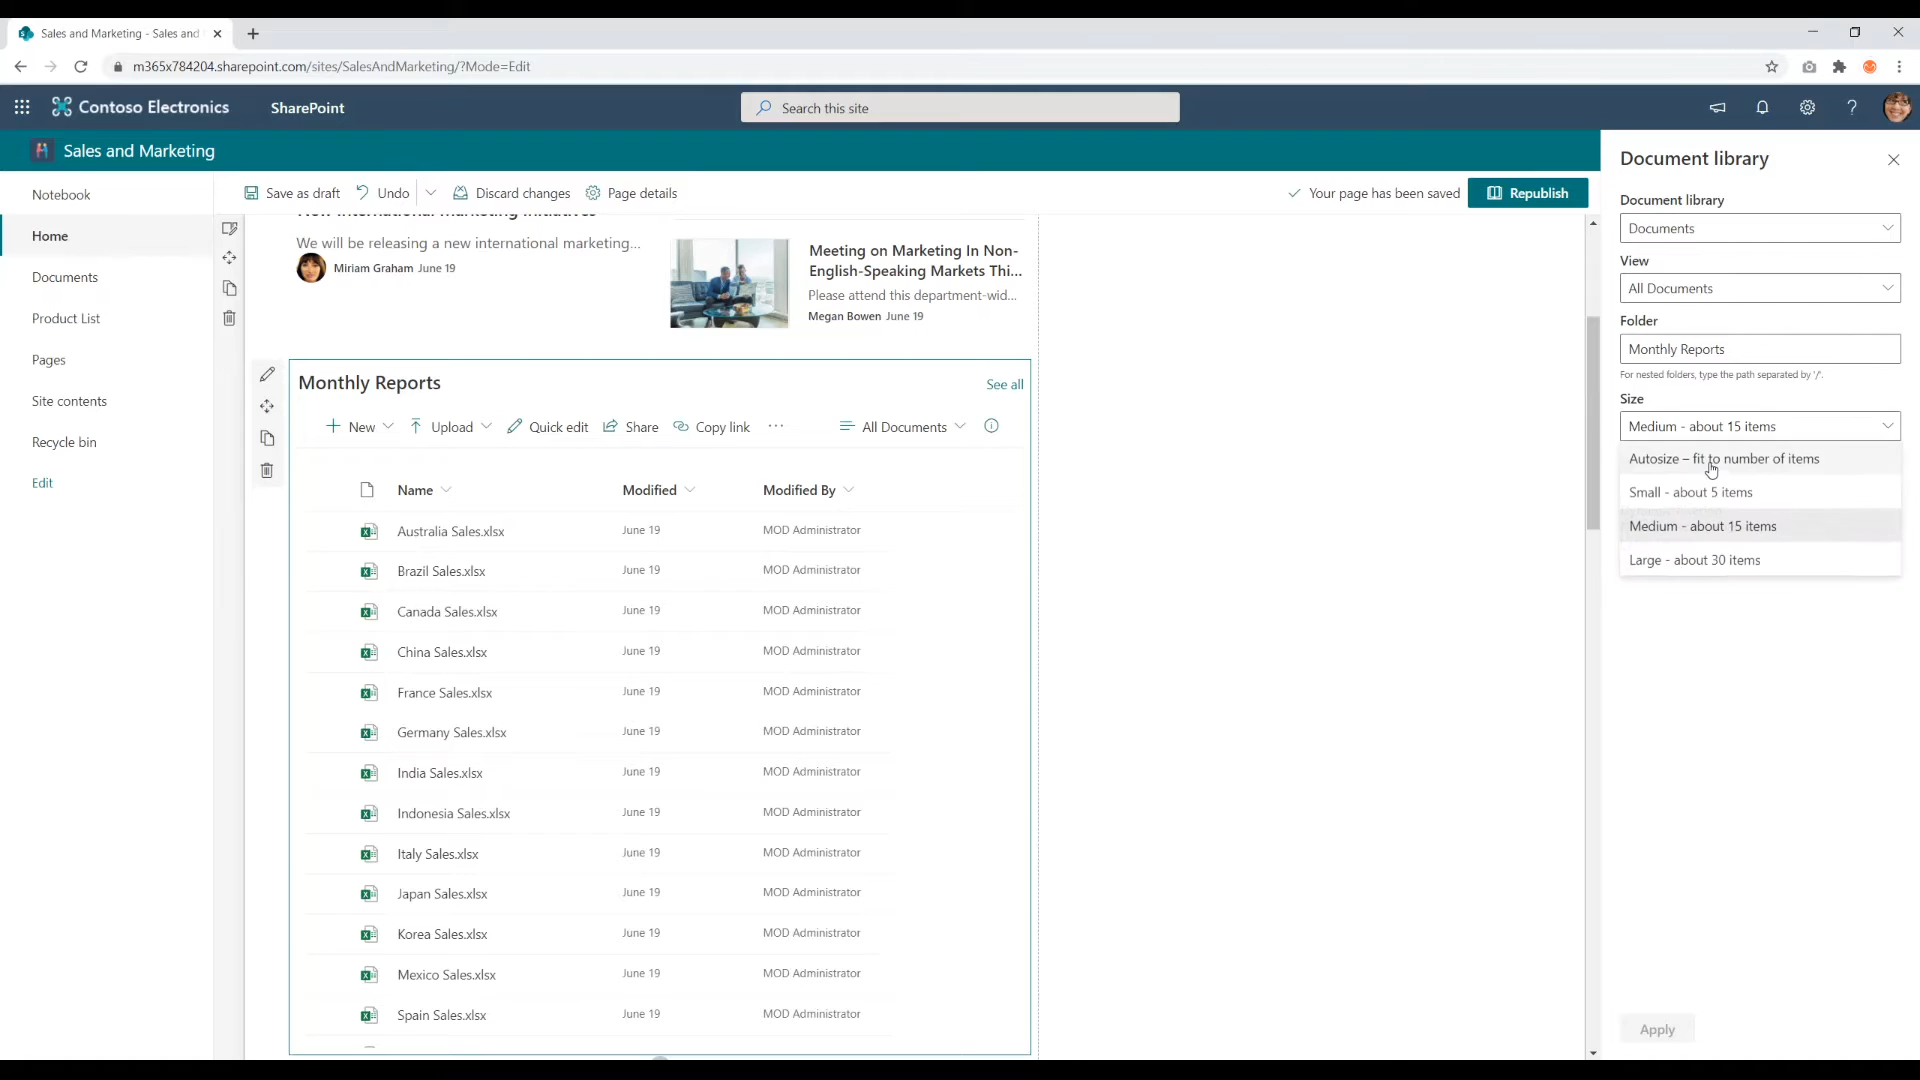 Sales and Marketing - Sales and
m365x784204.sharepoint.com/sites/SalesAndMarketing/?Mode=Edit
Contoso Electronics
SharePoint
Search this site
Sales and Marketing
Notebook
Home
Documents
Product List
Pages
Site contents
Recycle bin
Edit
Save as draft
Undo
Discard changes
Page details
Your page has been saved
Republish
New International Marketing Initiatives
We will be releasing a new international marketing...
Miriam Graham June 19
Meeting on Marketing In Non-
English-Speaking Markets Thi...
Please attend this department-wid...
Megan Bowen June 19
Monthly Reports
See all
New
Upload
Quick edit
Share
Copy link
All Documents
Name
Modified
Modified By
Australia Sales.xlsx June 19 MOD Administrator
Brazil Sales.xlsx June 19 MOD Administrator
Canada Sales.xlsx June 19 MOD Administrator
China Sales.xlsx June 19 MOD Administrator
France Sales.xlsx June 19 MOD Administrator
Germany Sales.xlsx June 19 MOD Administrator
India Sales.xlsx June 19 MOD Administrator
Indonesia Sales.xlsx June 19 MOD Administrator
Italy Sales.xlsx June 19 MOD Administrator
Japan Sales.xlsx June 19 MOD Administrator
Korea Sales.xlsx June 19 MOD Administrator
Mexico Sales.xlsx June 19 MOD Administrator
Spain Sales.xlsx June 19 MOD Administrator
Document library
Document library
Documents
View
All Documents
Folder
Monthly Reports
For nested folders, type the path separated by '/'.
Size
Medium - about 15 items
Autosize – fit to number of items
Small - about 5 items
Medium - about 15 items
Large - about 30 items
Apply